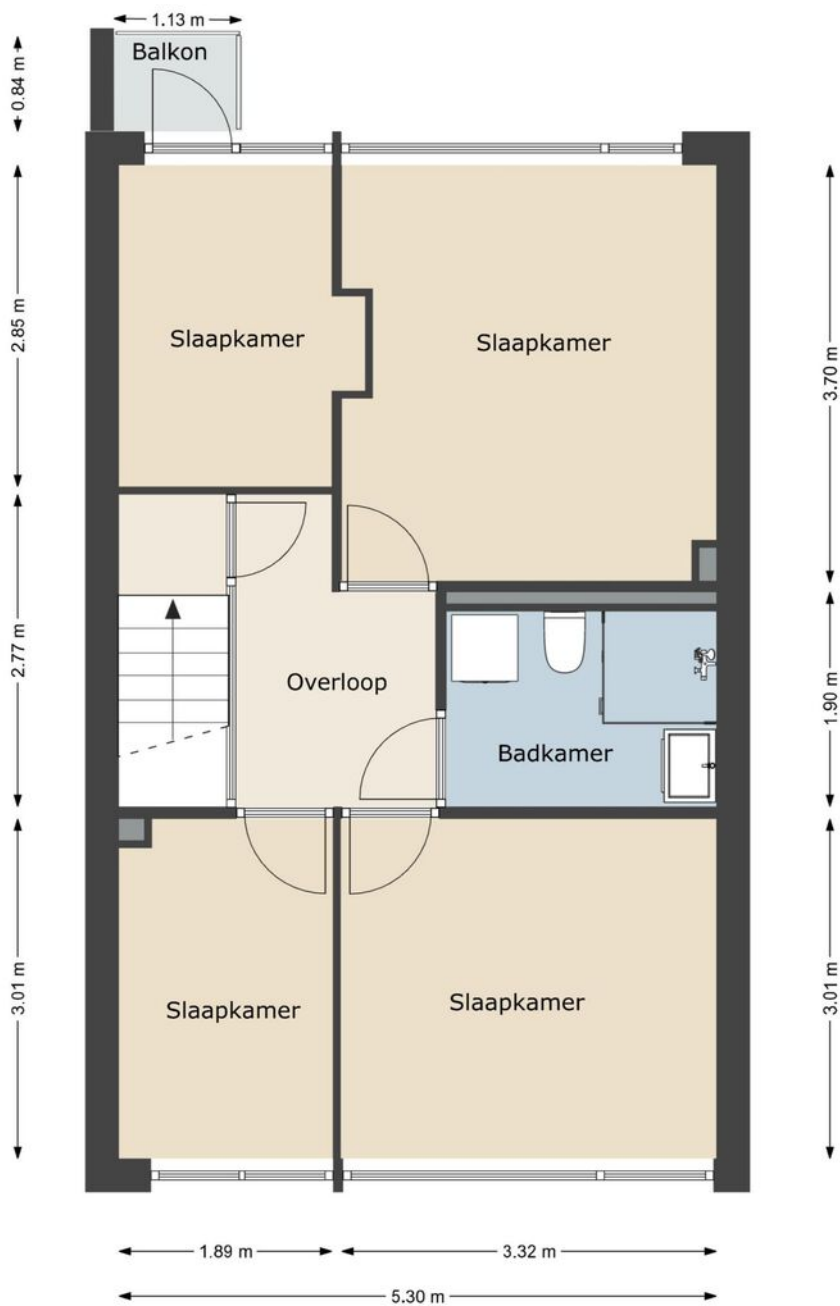 1.13 m
Balkon
0.84 m
2.85 m
Slaapkamer
Slaapkamer
3.70 m
2.77 m
Overloop
Badkamer
1.90 m
3.01 m
Slaapkamer
Slaapkamer
3.01 m
1.89 m
3.32 m
5.30 m